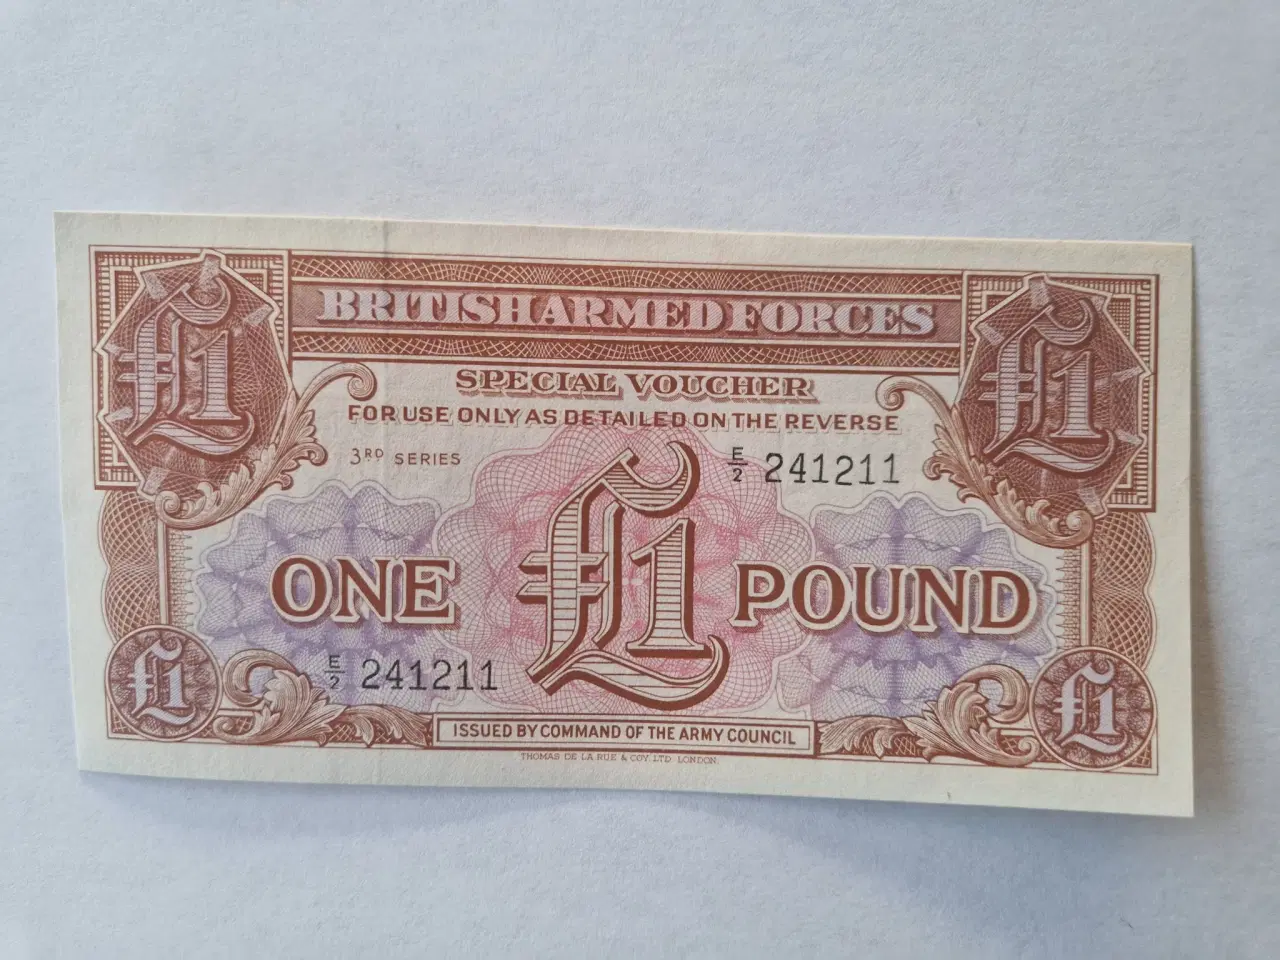 £1
£1
BRITISH ARMED FORCES
SPECIAL VOUCHER
FOR USE ONLY AS DETAILED ON THE REVERSE
3RD SERIES
E/2 241211
ONE £1 POUND
E/2 241211
£1
£1
ISSUED BY COMMAND OF THE ARMY COUNCIL
THOMAS DE LA RUE & COY. LTD. LONDON.